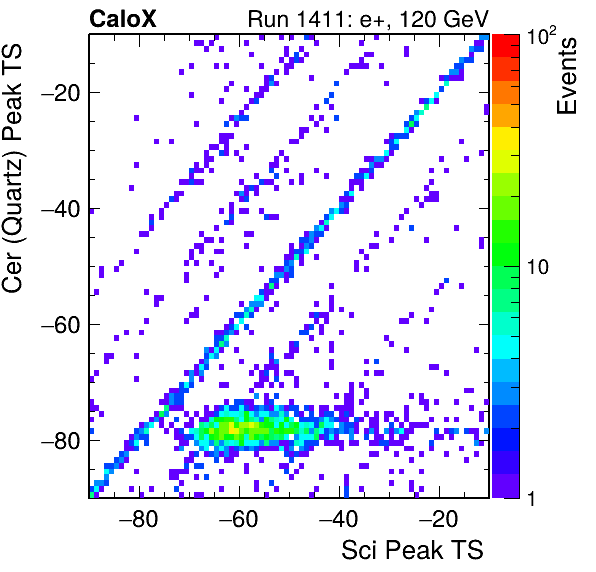 CaloX Run 1411: e+, 120 GeV
Cer (Quartz) Peak TS
−20
−40
−60
−80
−80 −60 −40 −20
Sci Peak TS
10²
10
1
Events